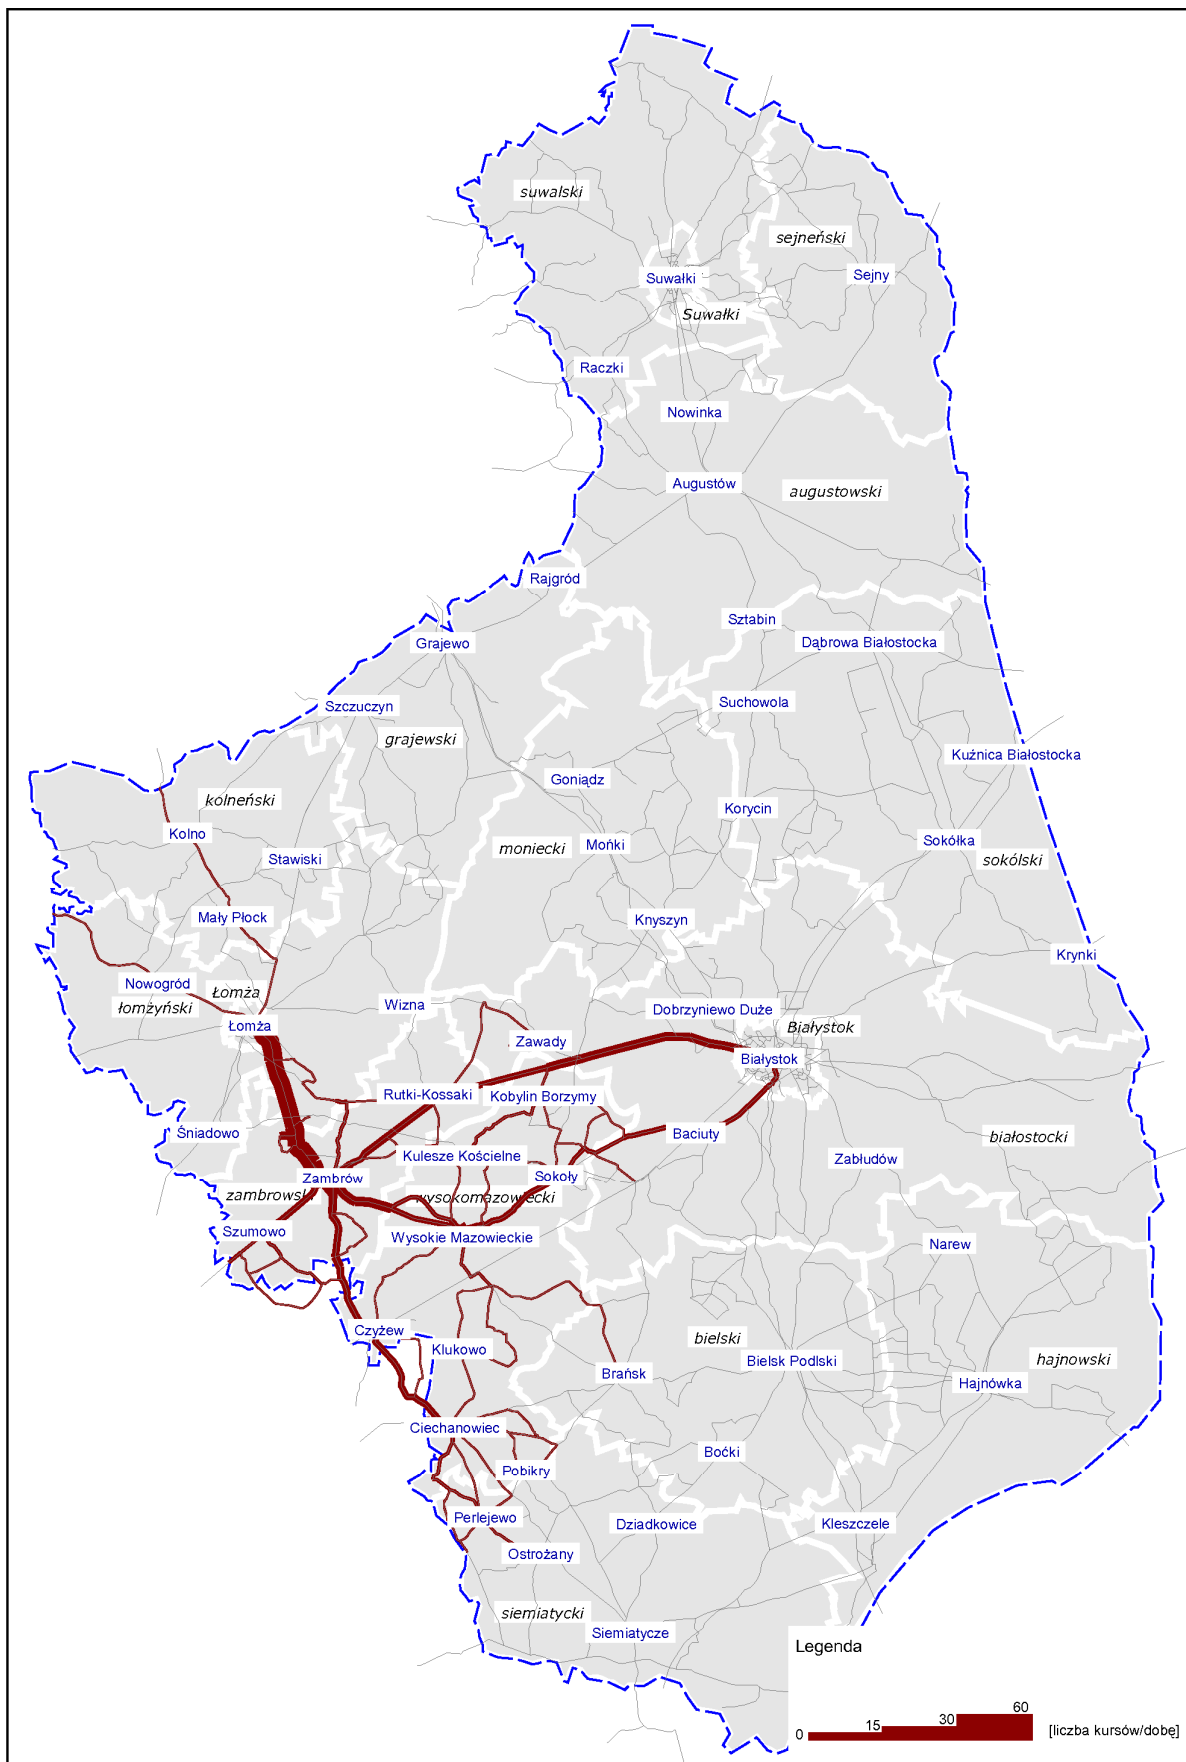 suwalski
sejneński
Suwałki
Sejny
Suwałki
Raczki
Nowinka
Augustów
augustowski
Rajgród
Sztabin
Grajewo
Dąbrowa Białostocka
Szczuczyn
Suchowola
grajewski
Kuźnica Białostocka
Goniądz
kolneński
Korycin
Kolno
Mońki
moniecki
Sokółka
Stawiski
sokólski
Mały Płock
Knyszyn
Krynki
Nowogród
Łomża
łomżyński
Wizna
Dobrzyniewo Duże
Łomża
Białystok
Zawady
Białystok
Rutki-Kossaki
Kobylin Borzymy
Śniadowo
Baciuty
białostocki
Kulesze Kościelne
Zabłudów
Zambrów
Sokoły
zambrowski
wysokomazowiecki
Szumowo
Wysokie Mazowieckie
Narew
Czyżew
bielski
Klukowo
Bielsk Podlski
hajnowski
Brańsk
Hajnówka
Ciechanowiec
Boćki
Pobikry
Perlejewo
Dziadkowice
Kleszczele
Ostrożany
siemiatycki
Siemiatycze
Legenda
0 15 30 60
[liczba kursów/dobę]